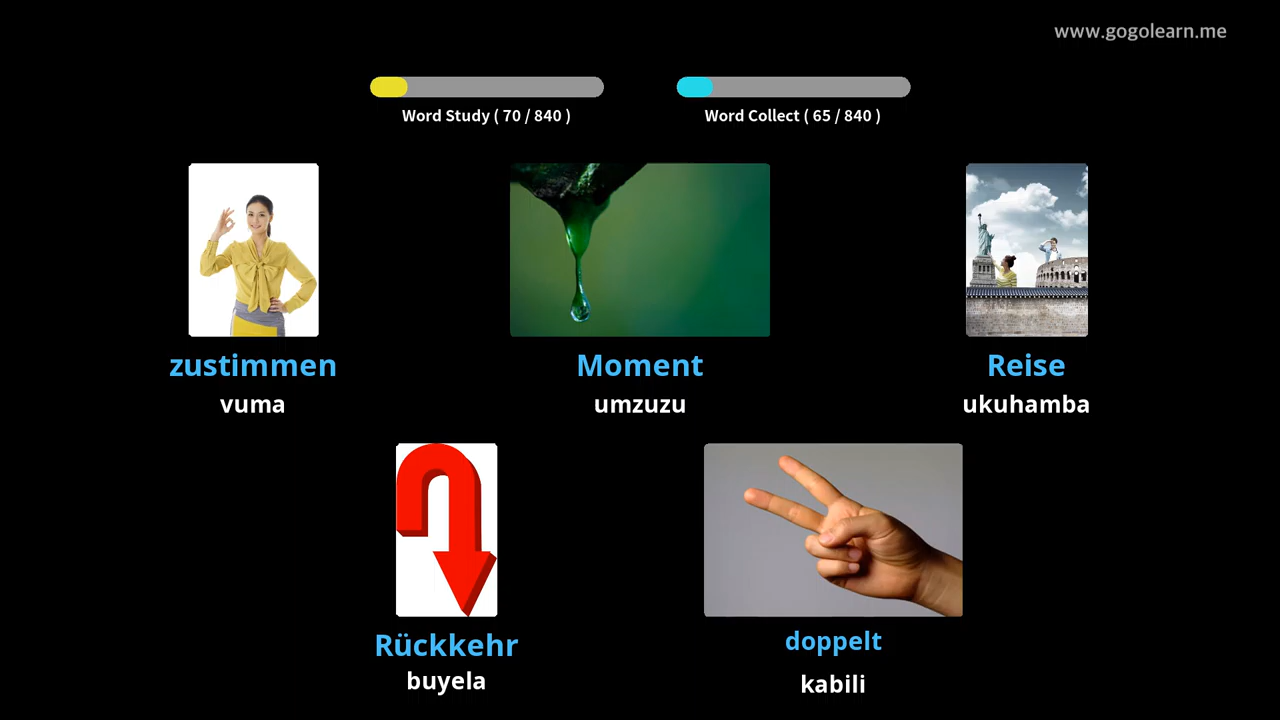 www.gogolearn.me
Word Study ( 70 / 840 )
Word Collect ( 65 / 840 )
zustimmen
vuma
Moment
umzuzu
Reise
ukuhamba
Rückkehr
buyela
doppelt
kabili